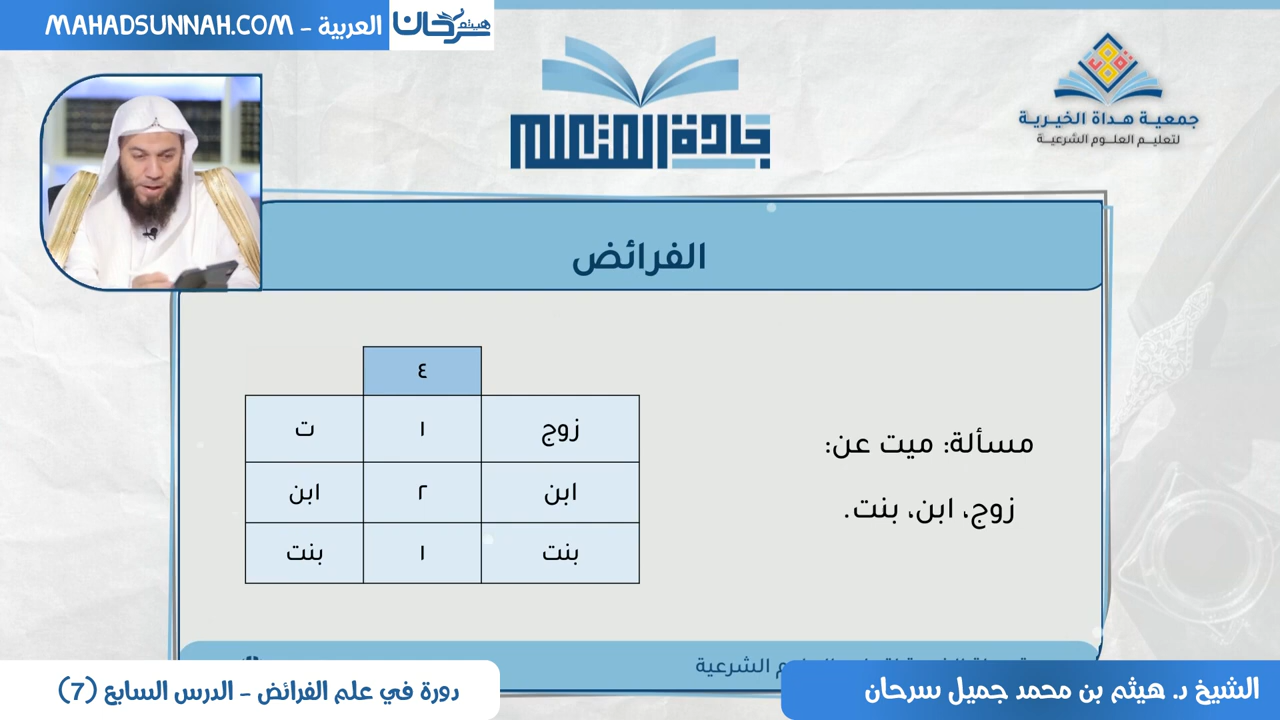 MAHADSUNNAH.COM - العربية
هيثم سرحان
جادة المتعلم
جمعية هداة الخيرية
لتعليم العلوم الشرعية
الفرائض
مسألة: ميت عن:
زوج، ابن، بنت.
٤
زوج ١ ت
ابن ٢ ابن
بنت ١ بنت
الشرعية
الشيخ د. هيثم بن محمد جميل سرحان
دورة في علم الفرائض - الدرس السابع (7)